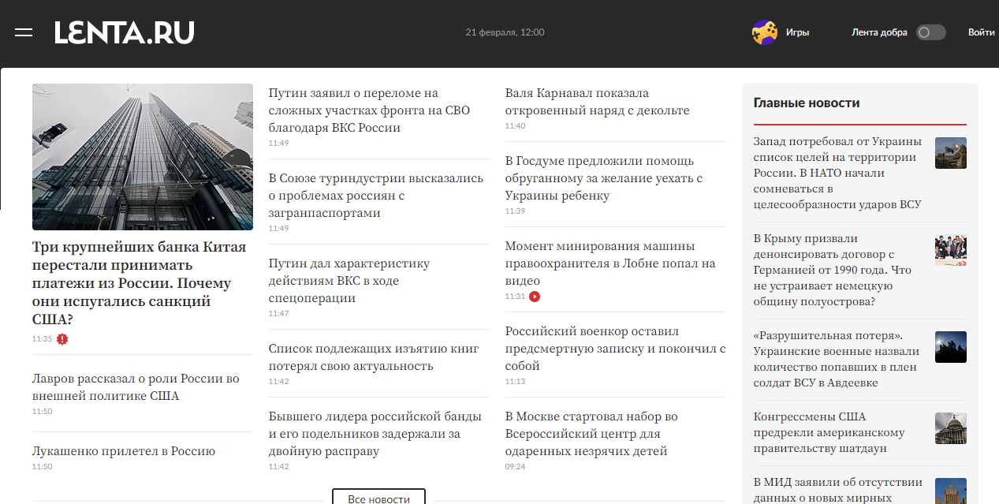 LENTA.RU
21 февраля, 12:00
Игры
Лента добра
Войти
Три крупнейших банка Китая
перестали принимать
платежи из России. Почему
они испугались санкций
США?
11:35
Лавров рассказал о роли России во
внешней политике США
11:50
Лукашенко прилетел в Россию
11:50
Путин заявил о переломе на
сложных участках фронта на СВО
благодаря ВКС России
11:49
В Союзе туриндустрии высказались
о проблемах россиян с
загранпаспортами
11:49
Путин дал характеристику
действиям ВКС в ходе
спецоперации
11:47
Список подлежащих изъятию книг
потерял свою актуальность
11:42
Бывшего лидера российской банды
и его подельников задержали за
двойную расправу
11:42
Валя Карнавал показала
откровенный наряд с декольте
11:40
В Госдуме предложили помощь
обруганному за желание уехать с
Украины ребенку
11:39
Момент минирования машины
правоохранителя в Лобне попал на
видео
11:31
Российский военкор оставил
предсмертную записку и покончил с
собой
11:13
В Москве стартовал набор во
Всероссийский центр для
одаренных незрячих детей
09:24
Все новости
Главные новости
Запад потребовал от Украины
список целей на территории
России. В НАТО начали
сомневаться в
целесообразности ударов ВСУ
В Крыму призвали
денонсировать договор с
Германией от 1990 года. Что
не устраивает немецкую
общину полуострова?
«Разрушительная потеря».
Украинские военные назвали
количество попавших в плен
солдат ВСУ в Авдеевке
Конгрессмены США
предрекли американскому
правительству шатдаун
В МИД заявили об отсутствии
данных о новых мирных